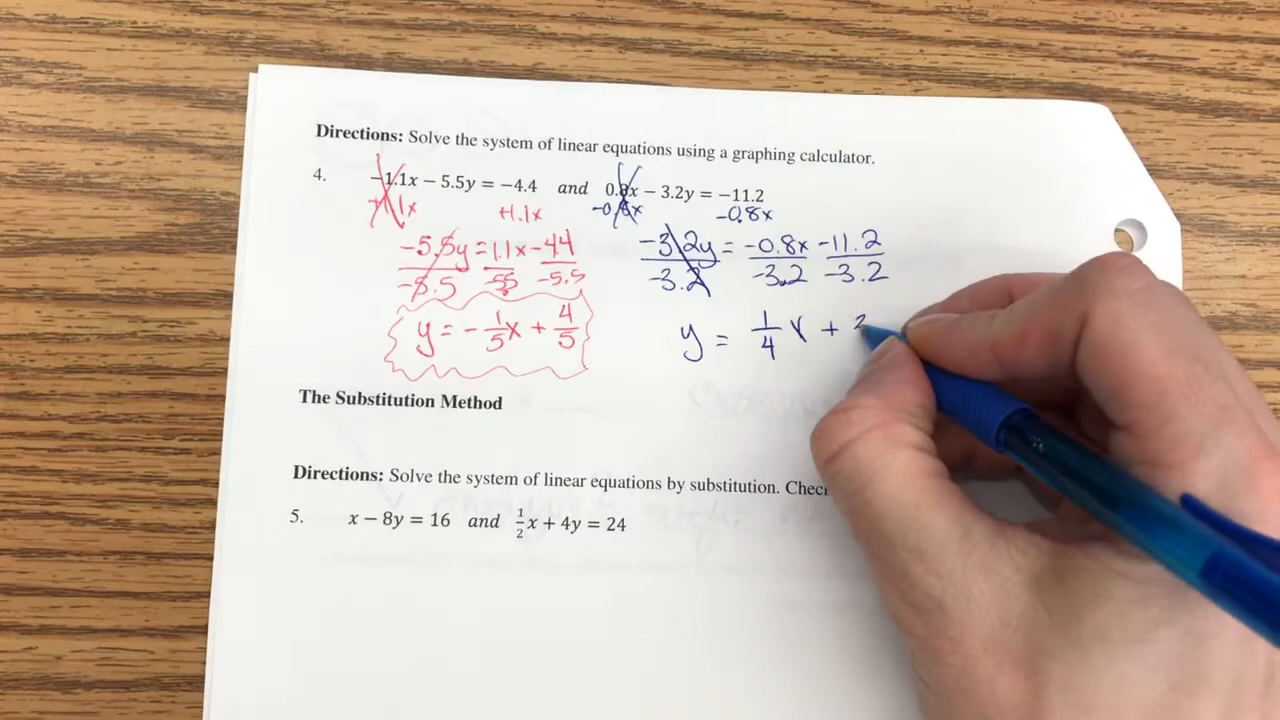 Directions: Solve the system of linear equations using a graphing calculator.
4. −1.1x − 5.5y = −4.4 and 0.8x − 3.2y = −11.2
+1.1x +1.1x −0.8x −0.8x
−5.5y = 1.1x − 4.4 −3.2y = −0.8x −11.2
−5.5 −5.5 −5.5 −3.2 −3.2 −3.2
y = −1/5x + 4/5 y = 1/4 x +
The Substitution Method
Directions: Solve the system of linear equations by substitution.
5. x − 8y = 16 and 1/2x + 4y = 24